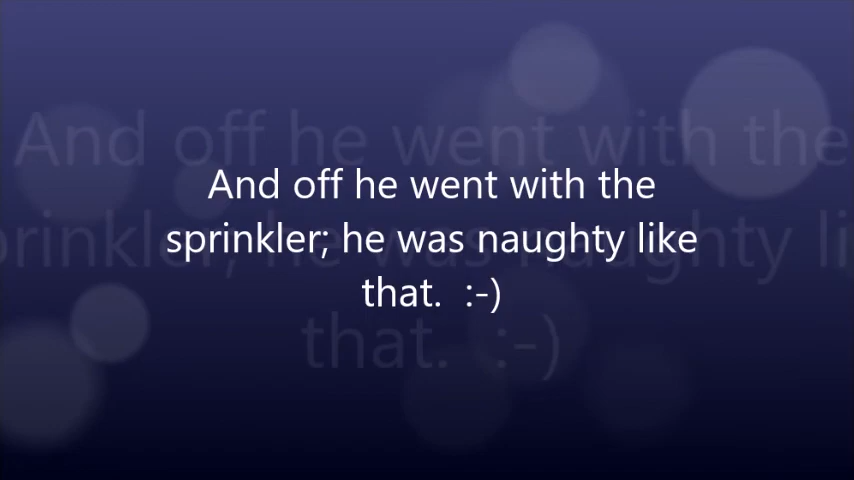 And off he went with the
sprinkler; he was naughty like
that.  :-)